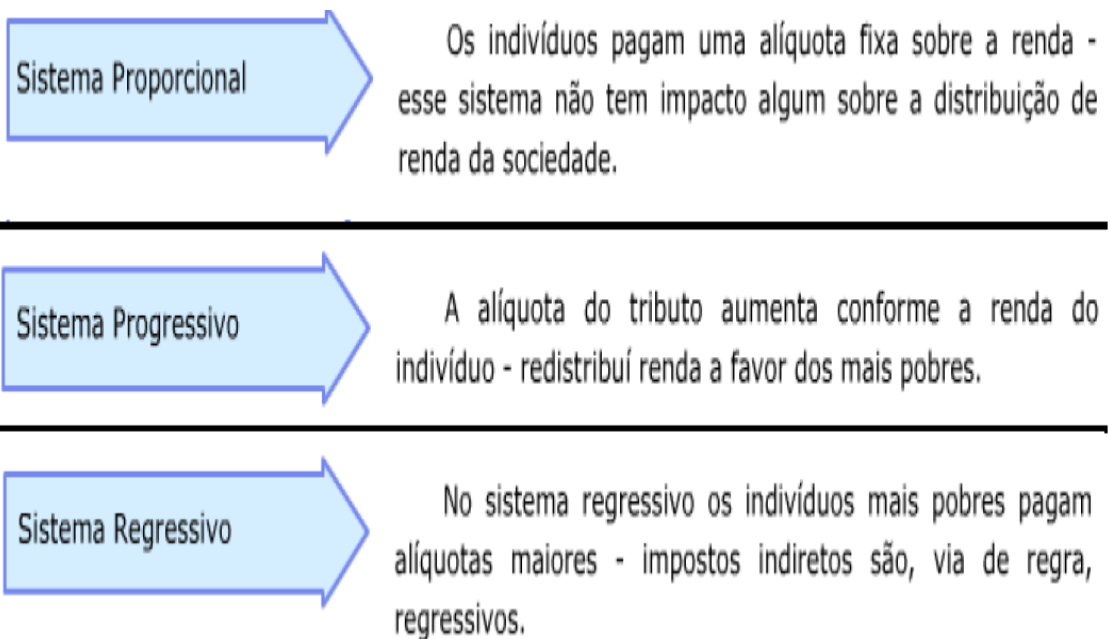 Sistema Proporcional
Os indivíduos pagam uma alíquota fixa sobre a renda -
esse sistema não tem impacto algum sobre a distribuição de
renda da sociedade.
Sistema Progressivo
A alíquota do tributo aumenta conforme a renda do
indivíduo - redistribuí renda a favor dos mais pobres.
Sistema Regressivo
No sistema regressivo os indivíduos mais pobres pagam
alíquotas maiores - impostos indiretos são, via de regra,
regressivos.